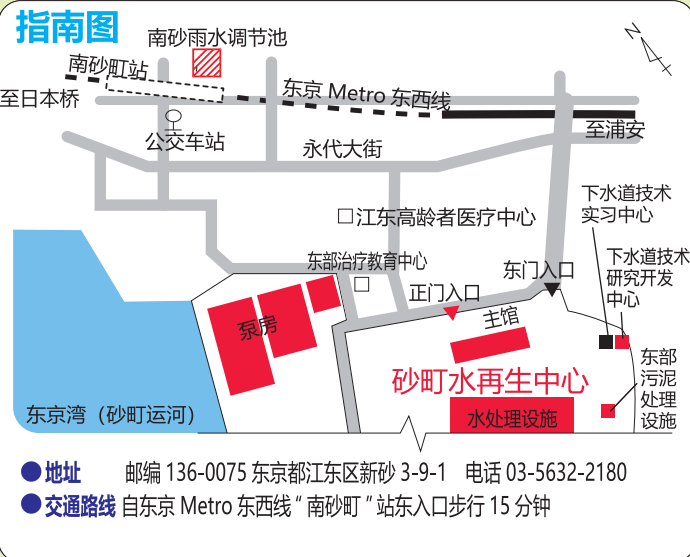 指南图
南砂雨水调节池
N
南砂町站
至日本桥
东京 Metro 东西线
公交车站
至浦安
永代大街
下水道技术
实习中心
江东高龄者医疗中心
下水道技术
研究开发
中心
东部治疗教育中心
东门入口
正门入口
泵房
主馆
东部
污泥
处理
设施
砂町水再生中心
东京湾（砂町运河）
水处理设施
●地址 邮编 136-0075 东京都江东区新砂 3-9-1 电话 03-5632-2180
●交通路线 自东京 Metro 东西线“ 南砂町 ” 站东入口步行 15 分钟